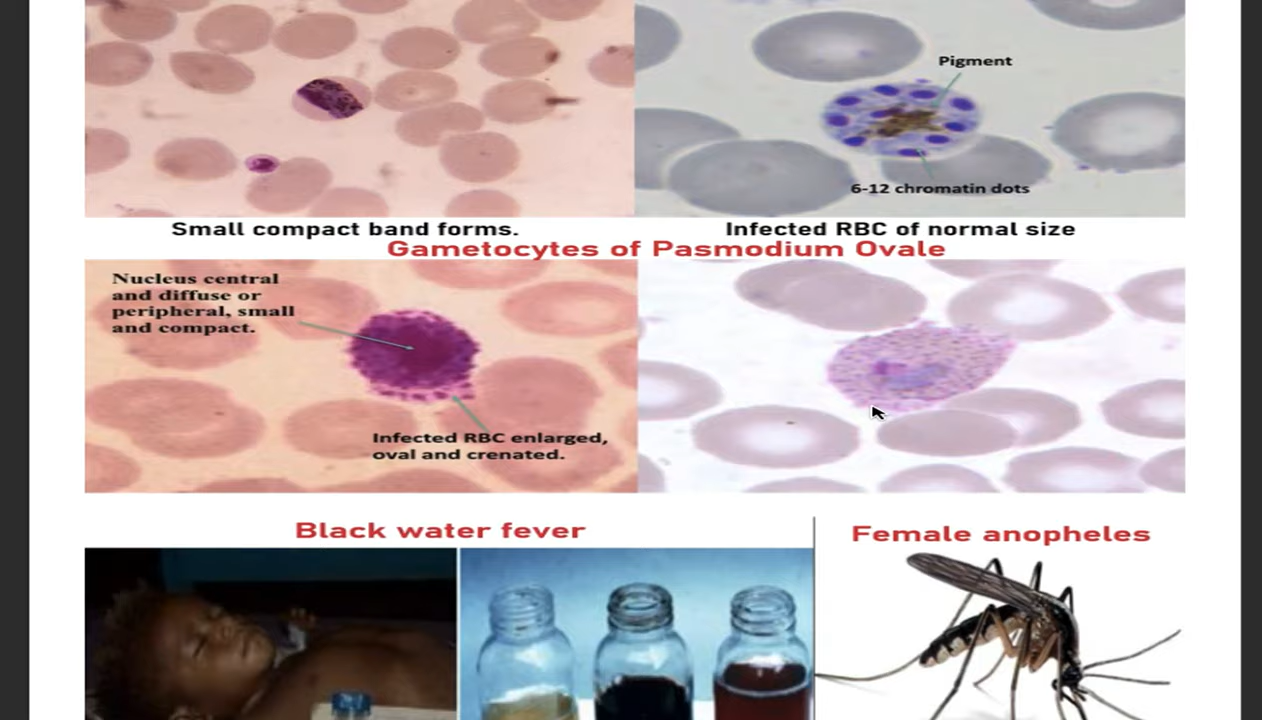 Pigment
6-12 chromatin dots
Small compact band forms.
Infected RBC of normal size
Gametocytes of Pasmodium Ovale
Nucleus central
and diffuse or
peripheral, small
and compact.
Infected RBC enlarged,
oval and crenated.
Black water fever
Female anopheles